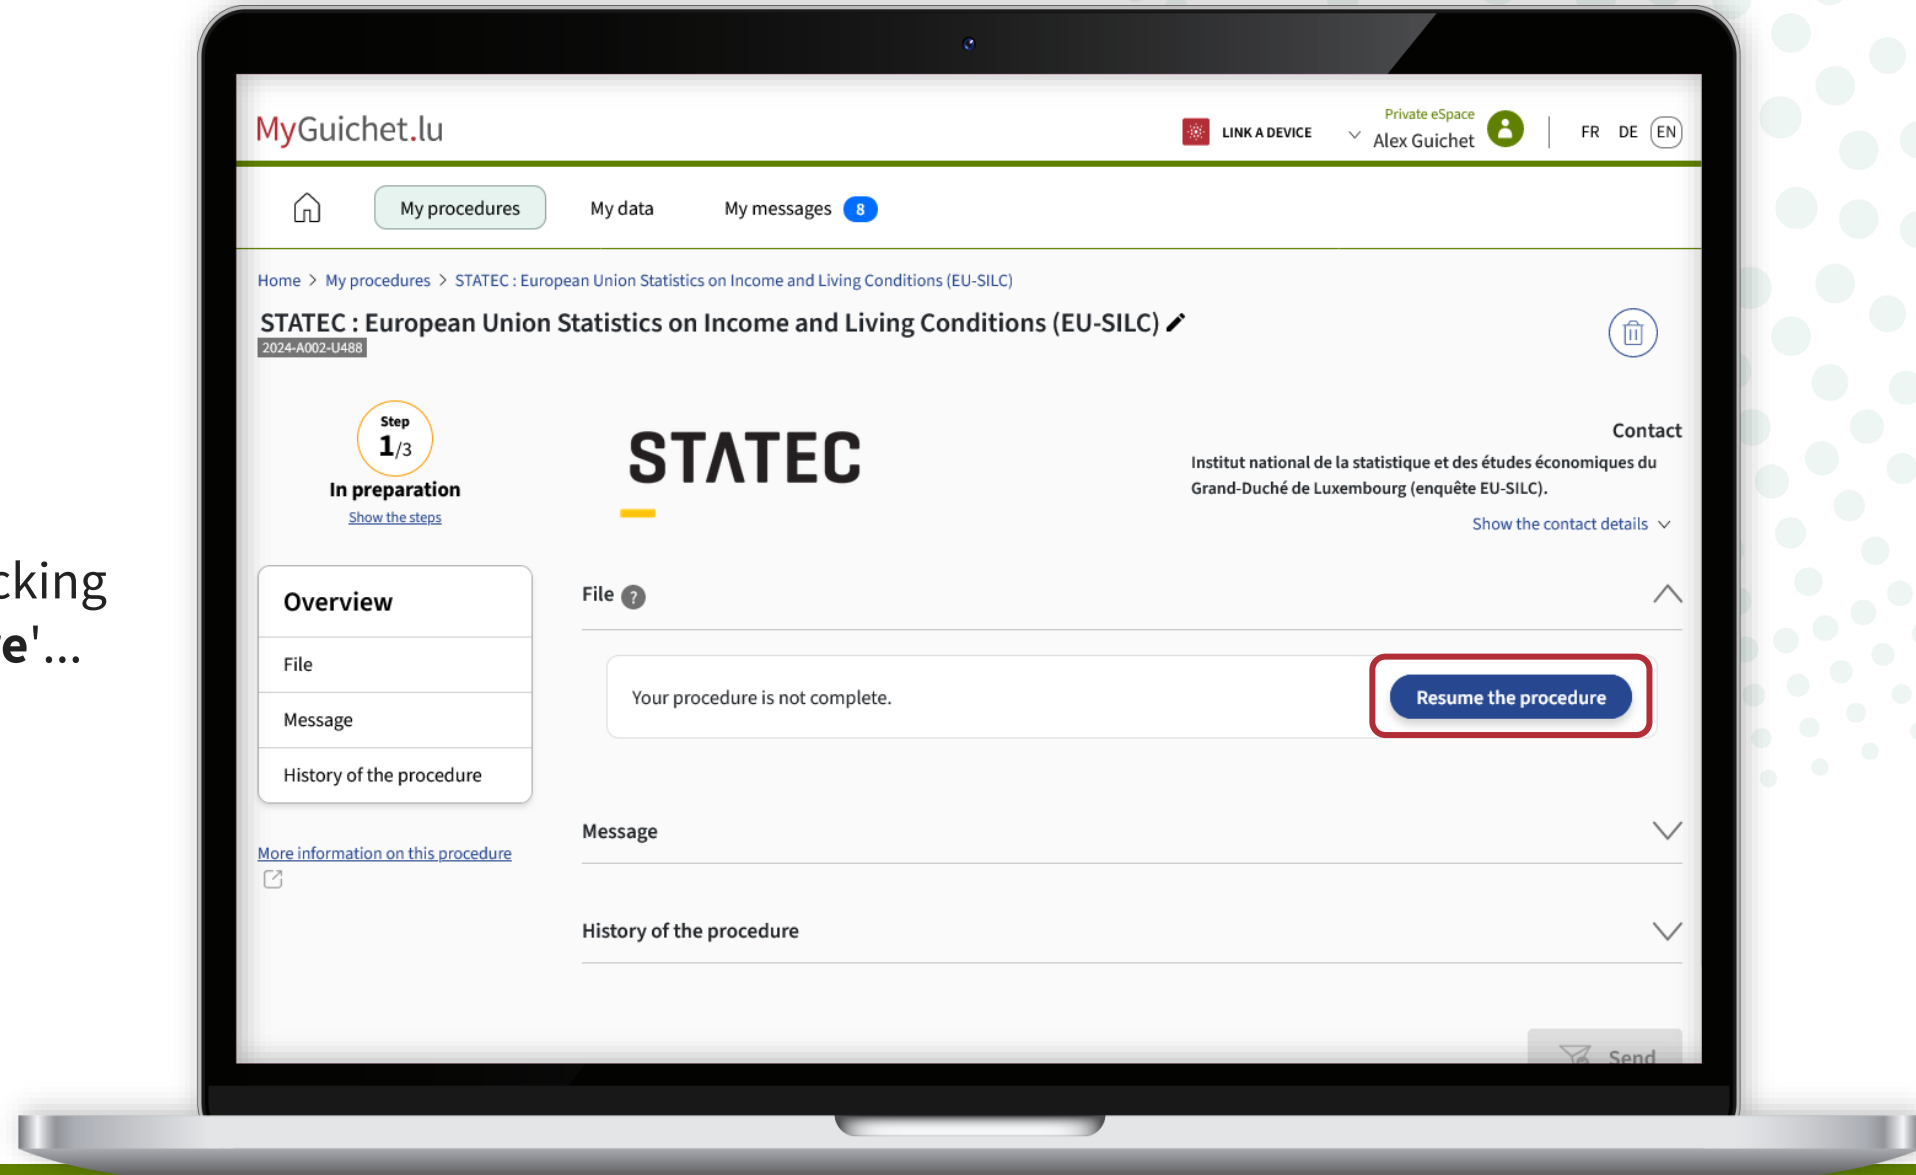 MyGuichet.lu
LINK A DEVICE
Private eSpace
Alex Guichet
FR DE EN
My procedures
My data
My messages 8
Home > My procedures > STATEC : European Union Statistics on Income and Living Conditions (EU-SILC)
STATEC : European Union Statistics on Income and Living Conditions (EU-SILC)
2024-A002-U488
Step
1/3
In preparation
Show the steps
STATEC
Contact
Institut national de la statistique et des études économiques du
Grand-Duché de Luxembourg (enquête EU-SILC).
Show the contact details
cking
e'...
Overview
File
Message
History of the procedure
More information on this procedure
File ?
Your procedure is not complete.
Resume the procedure
Message
History of the procedure
Send